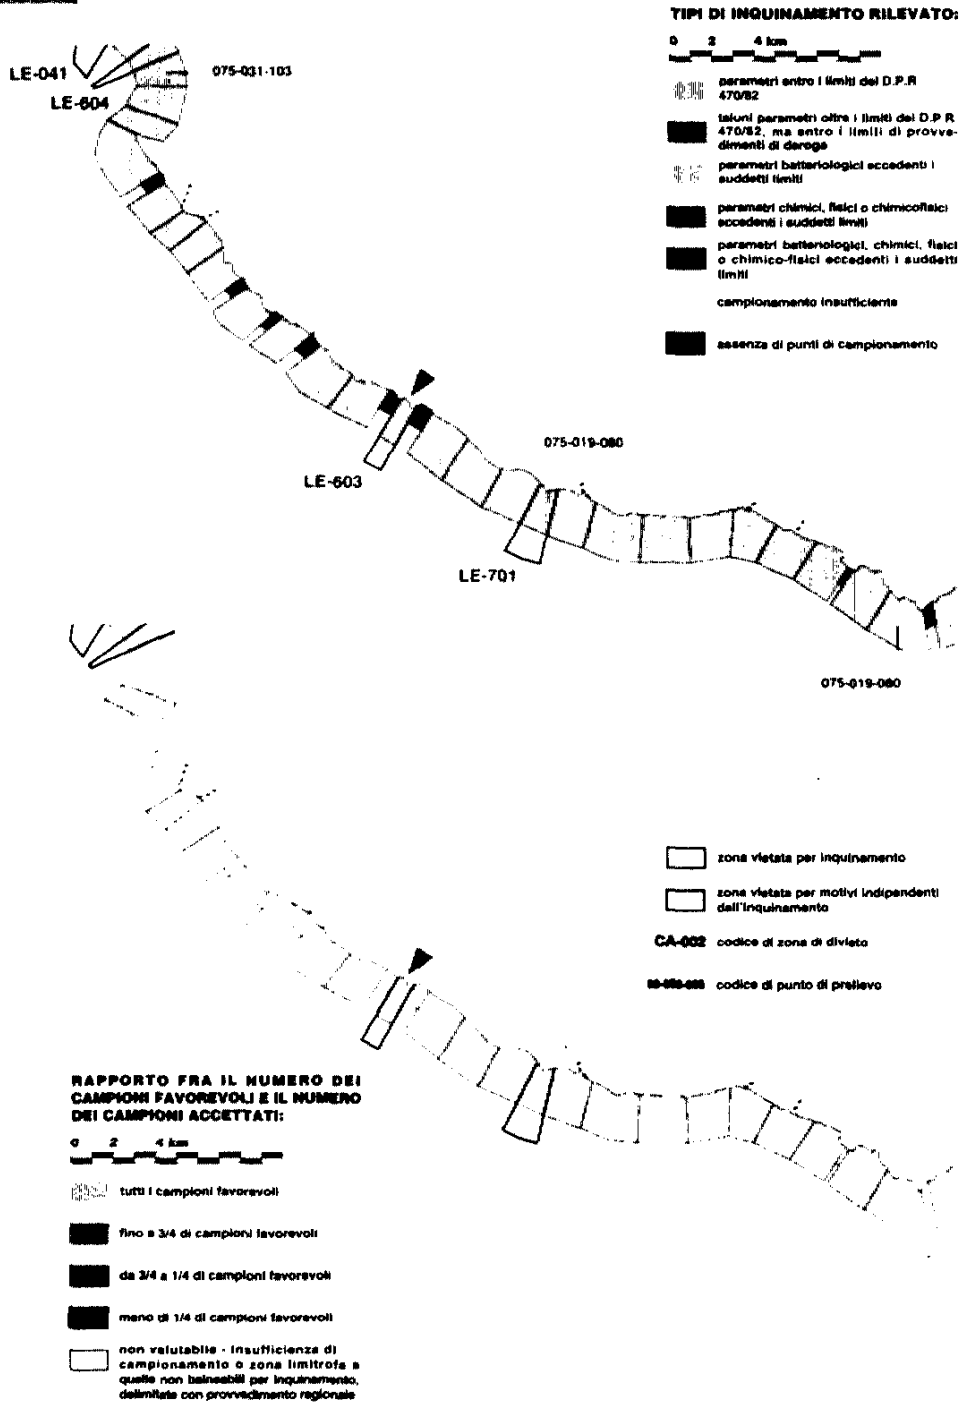 TIPI DI INQUINAMENTO RILEVATO:
0 2 4 km
parametri entro i limiti del D.P.R
470/82
taluni parametri oltre i limiti del D.P R
470/82, ma entro i limiti di provve-
dimenti di deroga
parametri batteriologici eccedenti i
suddetti limiti
parametri chimici, fisici o chimicofisici
eccedenti i suddetti limiti
parametri batteriologici, chimici, fisici
o chimico-fisici eccedenti i suddetti
limiti
campionamento insufficiente
assenza di punti di campionamento
LE-041
LE-604
075-031-103
LE-603
075-019-080
LE-701
075-019-060
zona vietata per inquinamento
zona vietata per motivi indipendenti
dall'inquinamento
CA-002 codice di zona di divieto
codice di punto di prelievo
RAPPORTO FRA IL NUMERO DEI
CAMPIONI FAVOREVOLI E IL NUMERO
DEI CAMPIONI ACCETTATI:
0 2 4 km
tutti i campioni favorevoli
fino a 3/4 di campioni favorevoli
da 3/4 a 1/4 di campioni favorevoli
meno di 1/4 di campioni favorevoli
non valutabile - insufficienza di
campionamento o zona limitrofa a
quelle non balneabili per inquinamento,
delimitate con provvedimento regionale